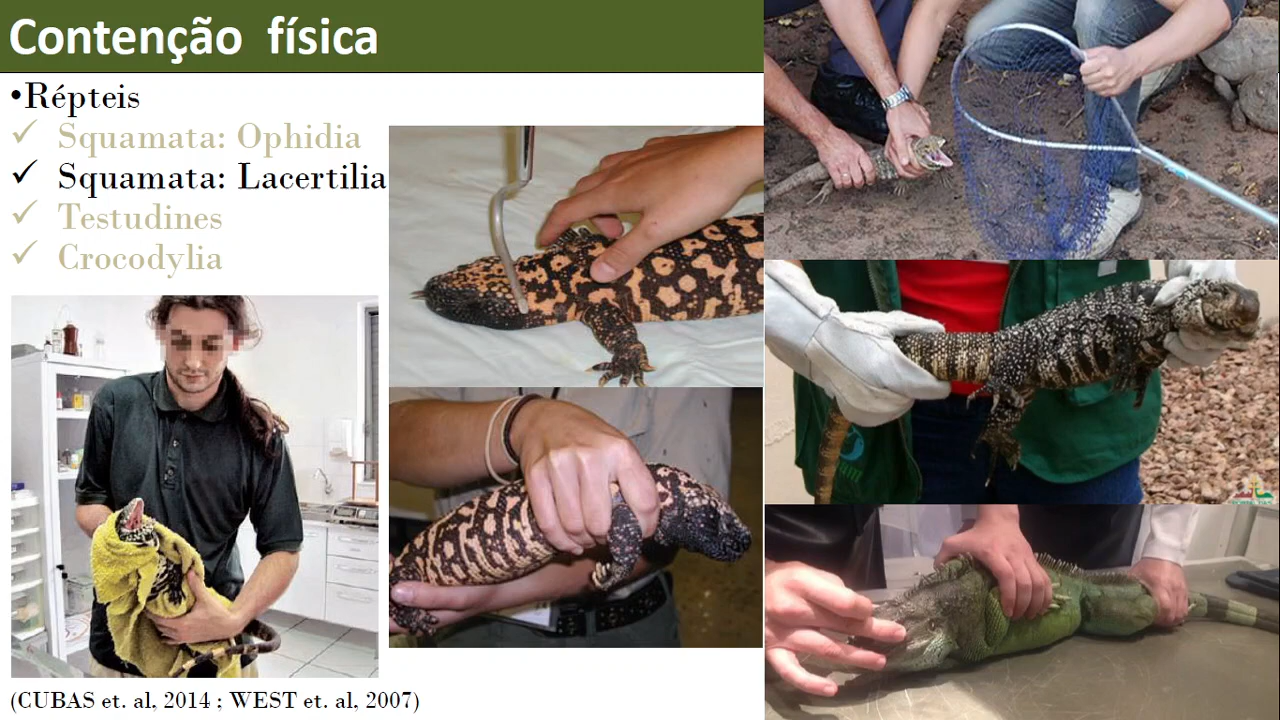 Contenção física
•Répteis
✓ Squamata: Ophidia
✓ Squamata: Lacertilia
✓ Testudines
✓ Crocodylia
(CUBAS et. al, 2014 ; WEST et. al, 2007)